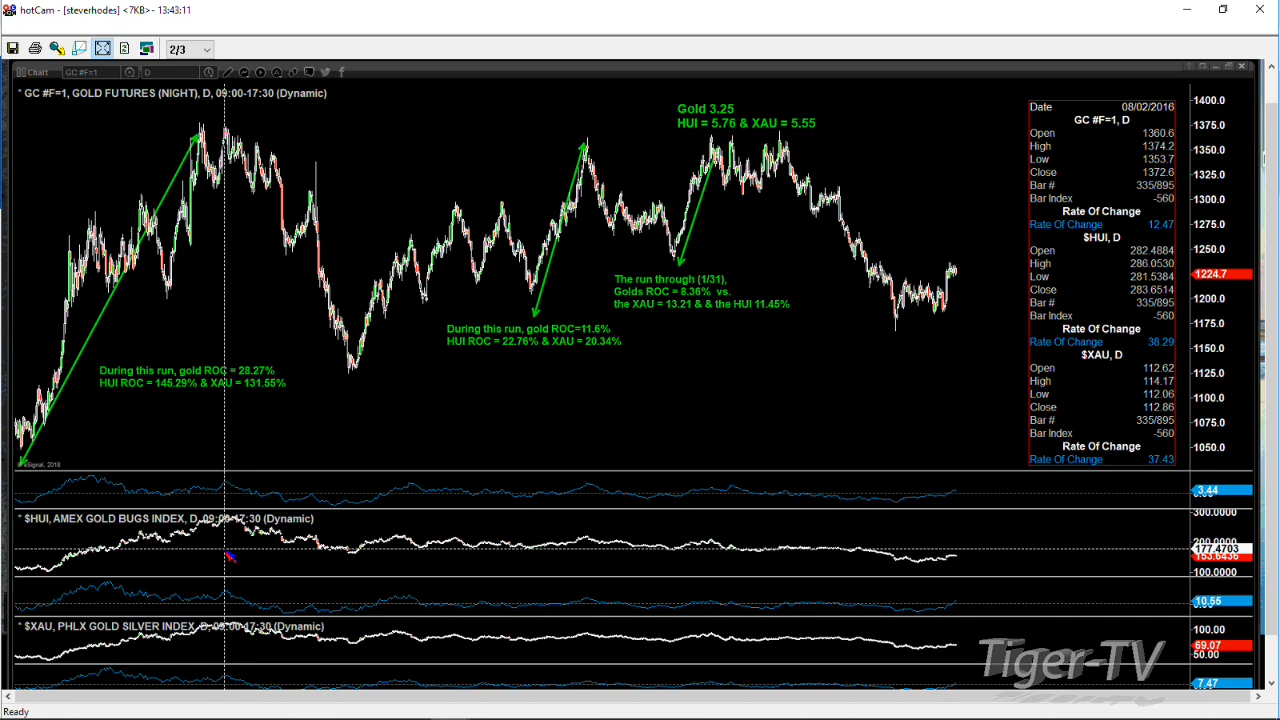 hotCam - [steverhodes] <7KB> - 13:43:11
2/3
Chart GC #F=1 D
* GC #F=1, GOLD FUTURES (NIGHT), D, 09:00-17:30 (Dynamic)
Gold 3.25
HUI = 5.76 & XAU = 5.55
The run through (1/31),
Golds ROC = 8.36% vs.
the XAU = 13.21 & & the HUI 11.45%
During this run, gold ROC=11.6%
HUI ROC = 22.76% & XAU = 20.34%
During this run, gold ROC = 28.27%
HUI ROC = 145.29% & XAU = 131.55%
eSignal, 2018
Date 08/02/2016
GC #F=1, D
Open 1360.6
High 1374.2
Low 1353.7
Close 1372.6
Bar # 335/895
Bar Index -560
Rate Of Change
Rate Of Change 12.47
$HUI, D
Open 282.4884
High 286.0530
Low 281.5384
Close 283.6514
Bar # 335/895
Bar Index -560
Rate Of Change
Rate Of Change 38.29
$XAU, D
Open 112.62
High 114.17
Low 112.06
Close 112.86
Bar # 335/895
Bar Index -560
Rate Of Change
Rate Of Change 37.43
1400.0
1375.0
1350.0
1325.0
1300.0
1275.0
1250.0
1224.7
1200.0
1175.0
1150.0
1125.0
1100.0
1075.0
1050.0
3.44
* $HUI, AMEX GOLD BUGS INDEX, D, 09:00-17:30 (Dynamic)
300.0000
200.0000
177.4703
153.6436
100.0000
10.55
* $XAU, PHLX GOLD SILVER INDEX, D, 09:00-17:30 (Dynamic)
100.00
69.07
50.00
7.47
Tiger-TV
Ready